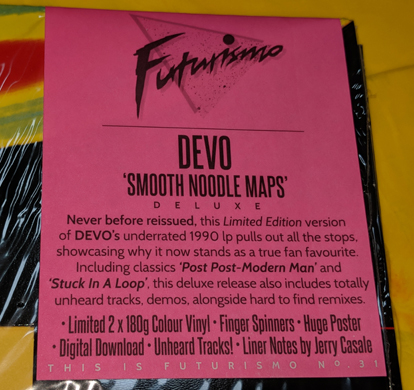 Futurismo
DEVO
'SMOOTH NOODLE MAPS'
DELUXE
Never before reissued, this Limited Edition version
of DEVO's underrated 1990 lp pulls out all the stops,
showcasing why it now stands as a true fan favourite.
Including classics 'Post Post-Modern Man' and
'Stuck In A Loop', this deluxe release also includes totally
unheard tracks, demos, alongside hard to find remixes.
• Limited 2 x 180g Colour Vinyl • Finger Spinners • Huge Poster
• Digital Download • Unheard Tracks! • Liner Notes by Jerry Casale
THIS IS FUTURISMO No.31